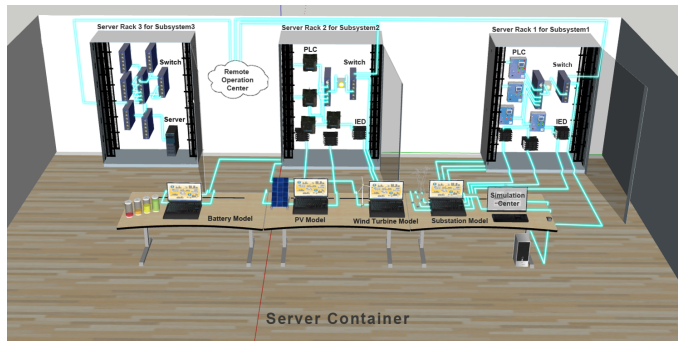 Server Rack 3 for Subsystem3
Server Rack 2 for Subsystem2
Server Rack 1 for Subsystem1
PLC
PLC
Switch
Switch
Switch
Remote
Operation
Center
Server
IED
IED
Simulation
Center
Battery Model
PV Model
Wind Turbine Model
Substation Model
Server Container